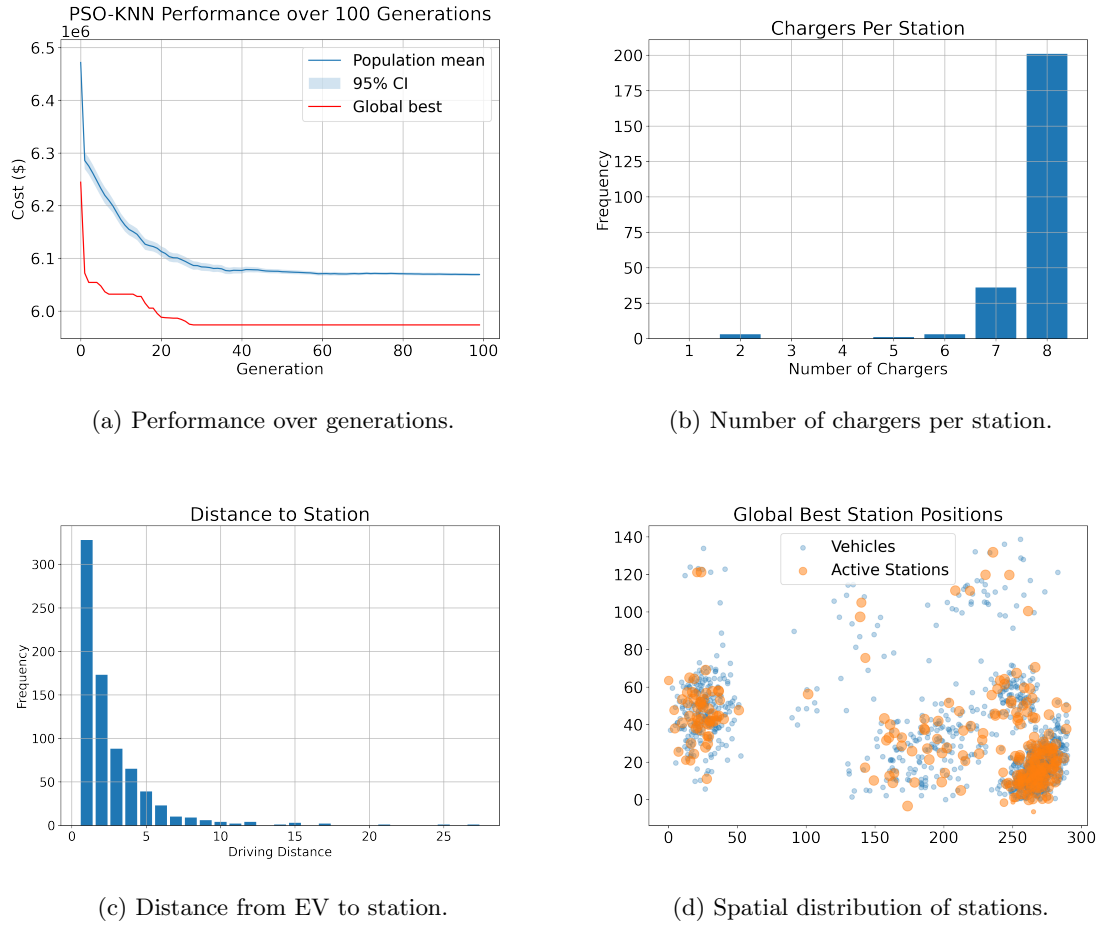 PSO-KNN Performance over 100 Generations
1e6
6.5
6.4
6.3
6.2
6.1
6.0
Cost ($)
Population mean
95% CI
Global best
0 20 40 60 80 100
Generation
(a) Performance over generations.
Chargers Per Station
200
175
150
125
100
75
50
25
0
Frequency
1 2 3 4 5 6 7 8
Number of Chargers
(b) Number of chargers per station.
Distance to Station
300
250
200
150
100
50
0
Frequency
0 5 10 15 20 25
Driving Distance
(c) Distance from EV to station.
Global Best Station Positions
140
120
100
80
60
40
20
0
Vehicles
Active Stations
0 50 100 150 200 250 300
(d) Spatial distribution of stations.